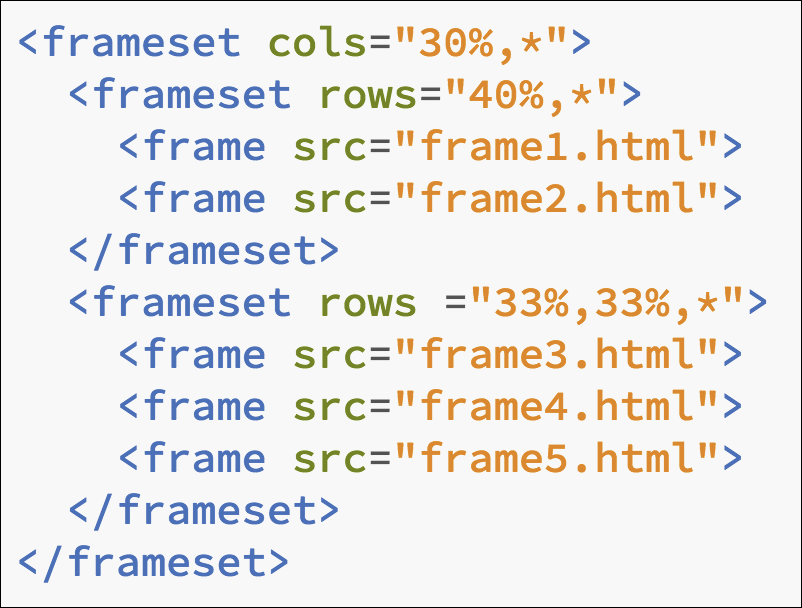 <frameset cols="30%,*">
<frameset rows="40%,*">
<frame src="frame1.html">
<frame src="frame2.html">
</frameset>
<frameset rows ="33%,33%,*">
<frame src="frame3.html">
<frame src="frame4.html">
<frame src="frame5.html">
</frameset>
</frameset>